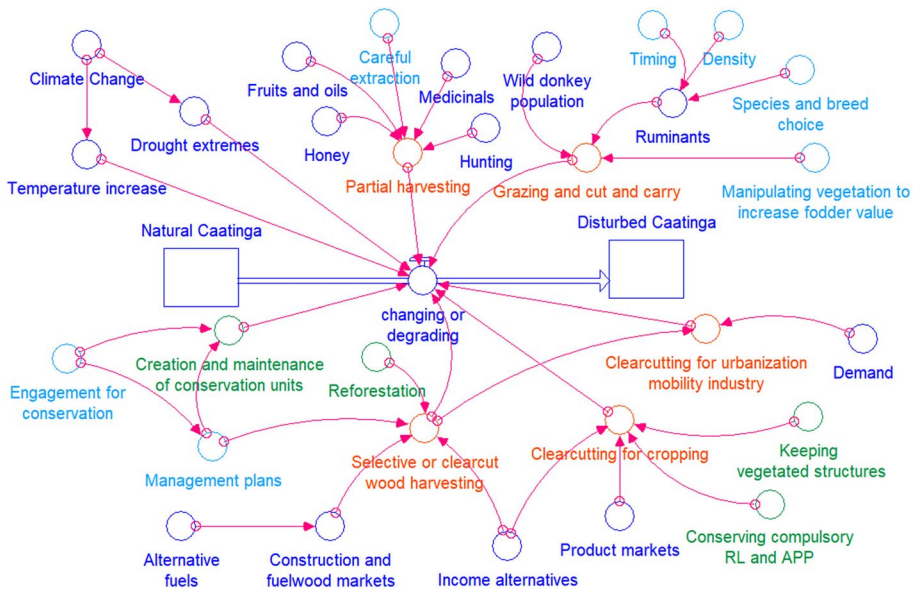 Climate Change
Drought extremes
Temperature increase
Fruits and oils
Careful
extraction
Medicinals
Honey
Hunting
Partial harvesting
Wild donkey
population
Timing
Density
Ruminants
Species and breed
choice
Grazing and cut and carry
Manipulating vegetation to
increase fodder value
Natural Caatinga
Disturbed Caatinga
changing or
degrading
Engagement for
conservation
Creation and maintenance
of conservation units
Reforestation
Clearcutting for urbanization
mobility industry
Demand
Management plans
Selective or clearcut
wood harvesting
Clearcutting for cropping
Keeping
vegetated structures
Alternative
fuels
Construction and
fuelwood markets
Income alternatives
Product markets
Conserving compulsory
RL and APP